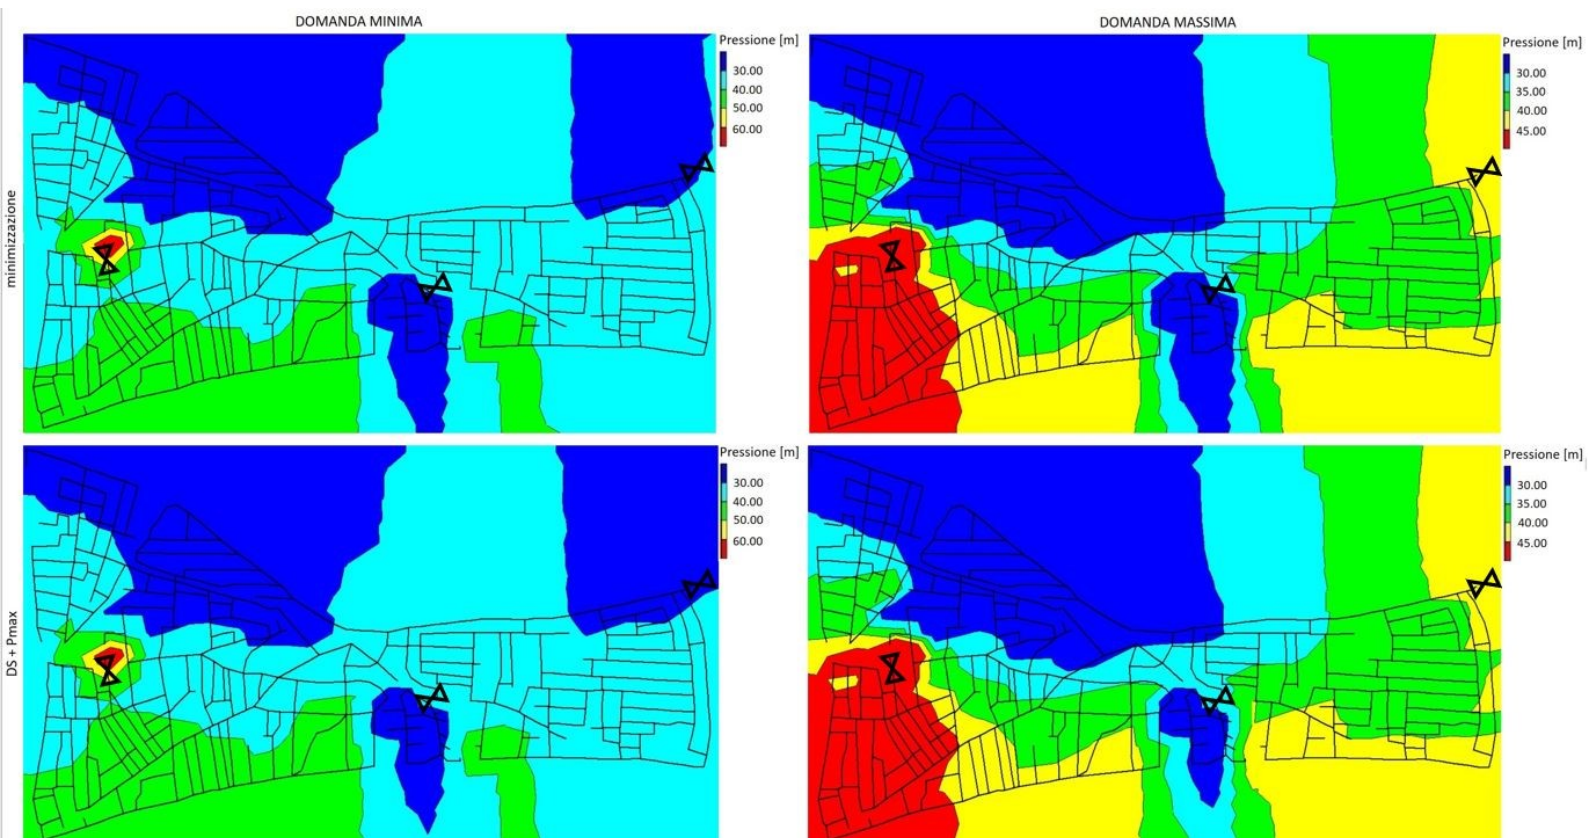 DOMANDA MINIMA
DOMANDA MASSIMA
minimizzazione
Pressione [m]
30.00
40.00
50.00
60.00
Pressione [m]
30.00
35.00
40.00
45.00
DS + Pmax
Pressione [m]
30.00
40.00
50.00
60.00
Pressione [m]
30.00
35.00
40.00
45.00